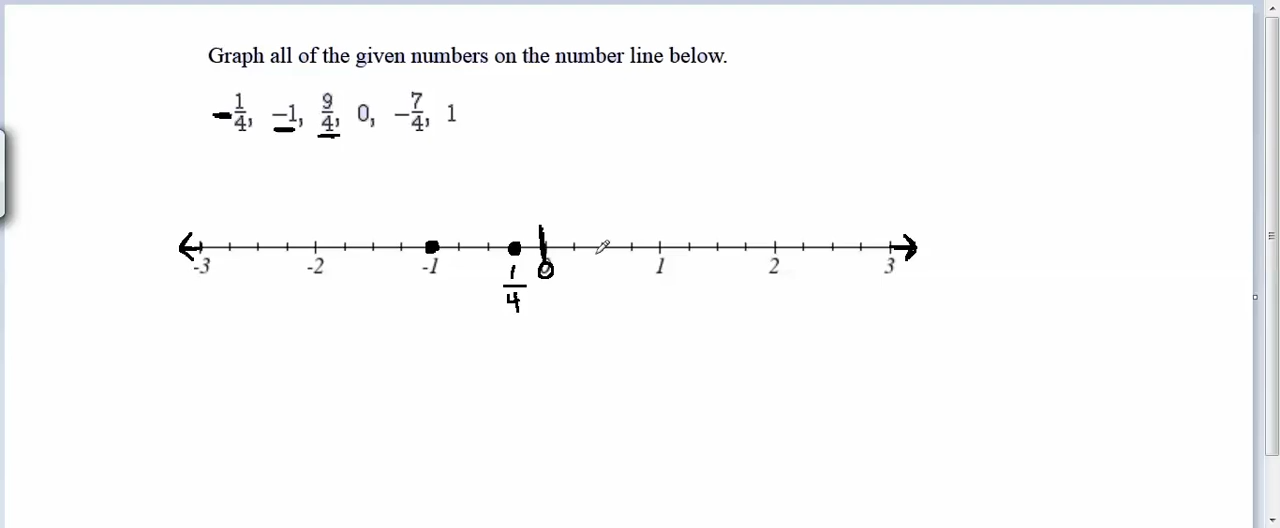 Graph all of the given numbers on the number line below.
-1/4, -1, 9/4, 0, -7/4, 1
-3 -2 -1 0 1 2 3
1/4